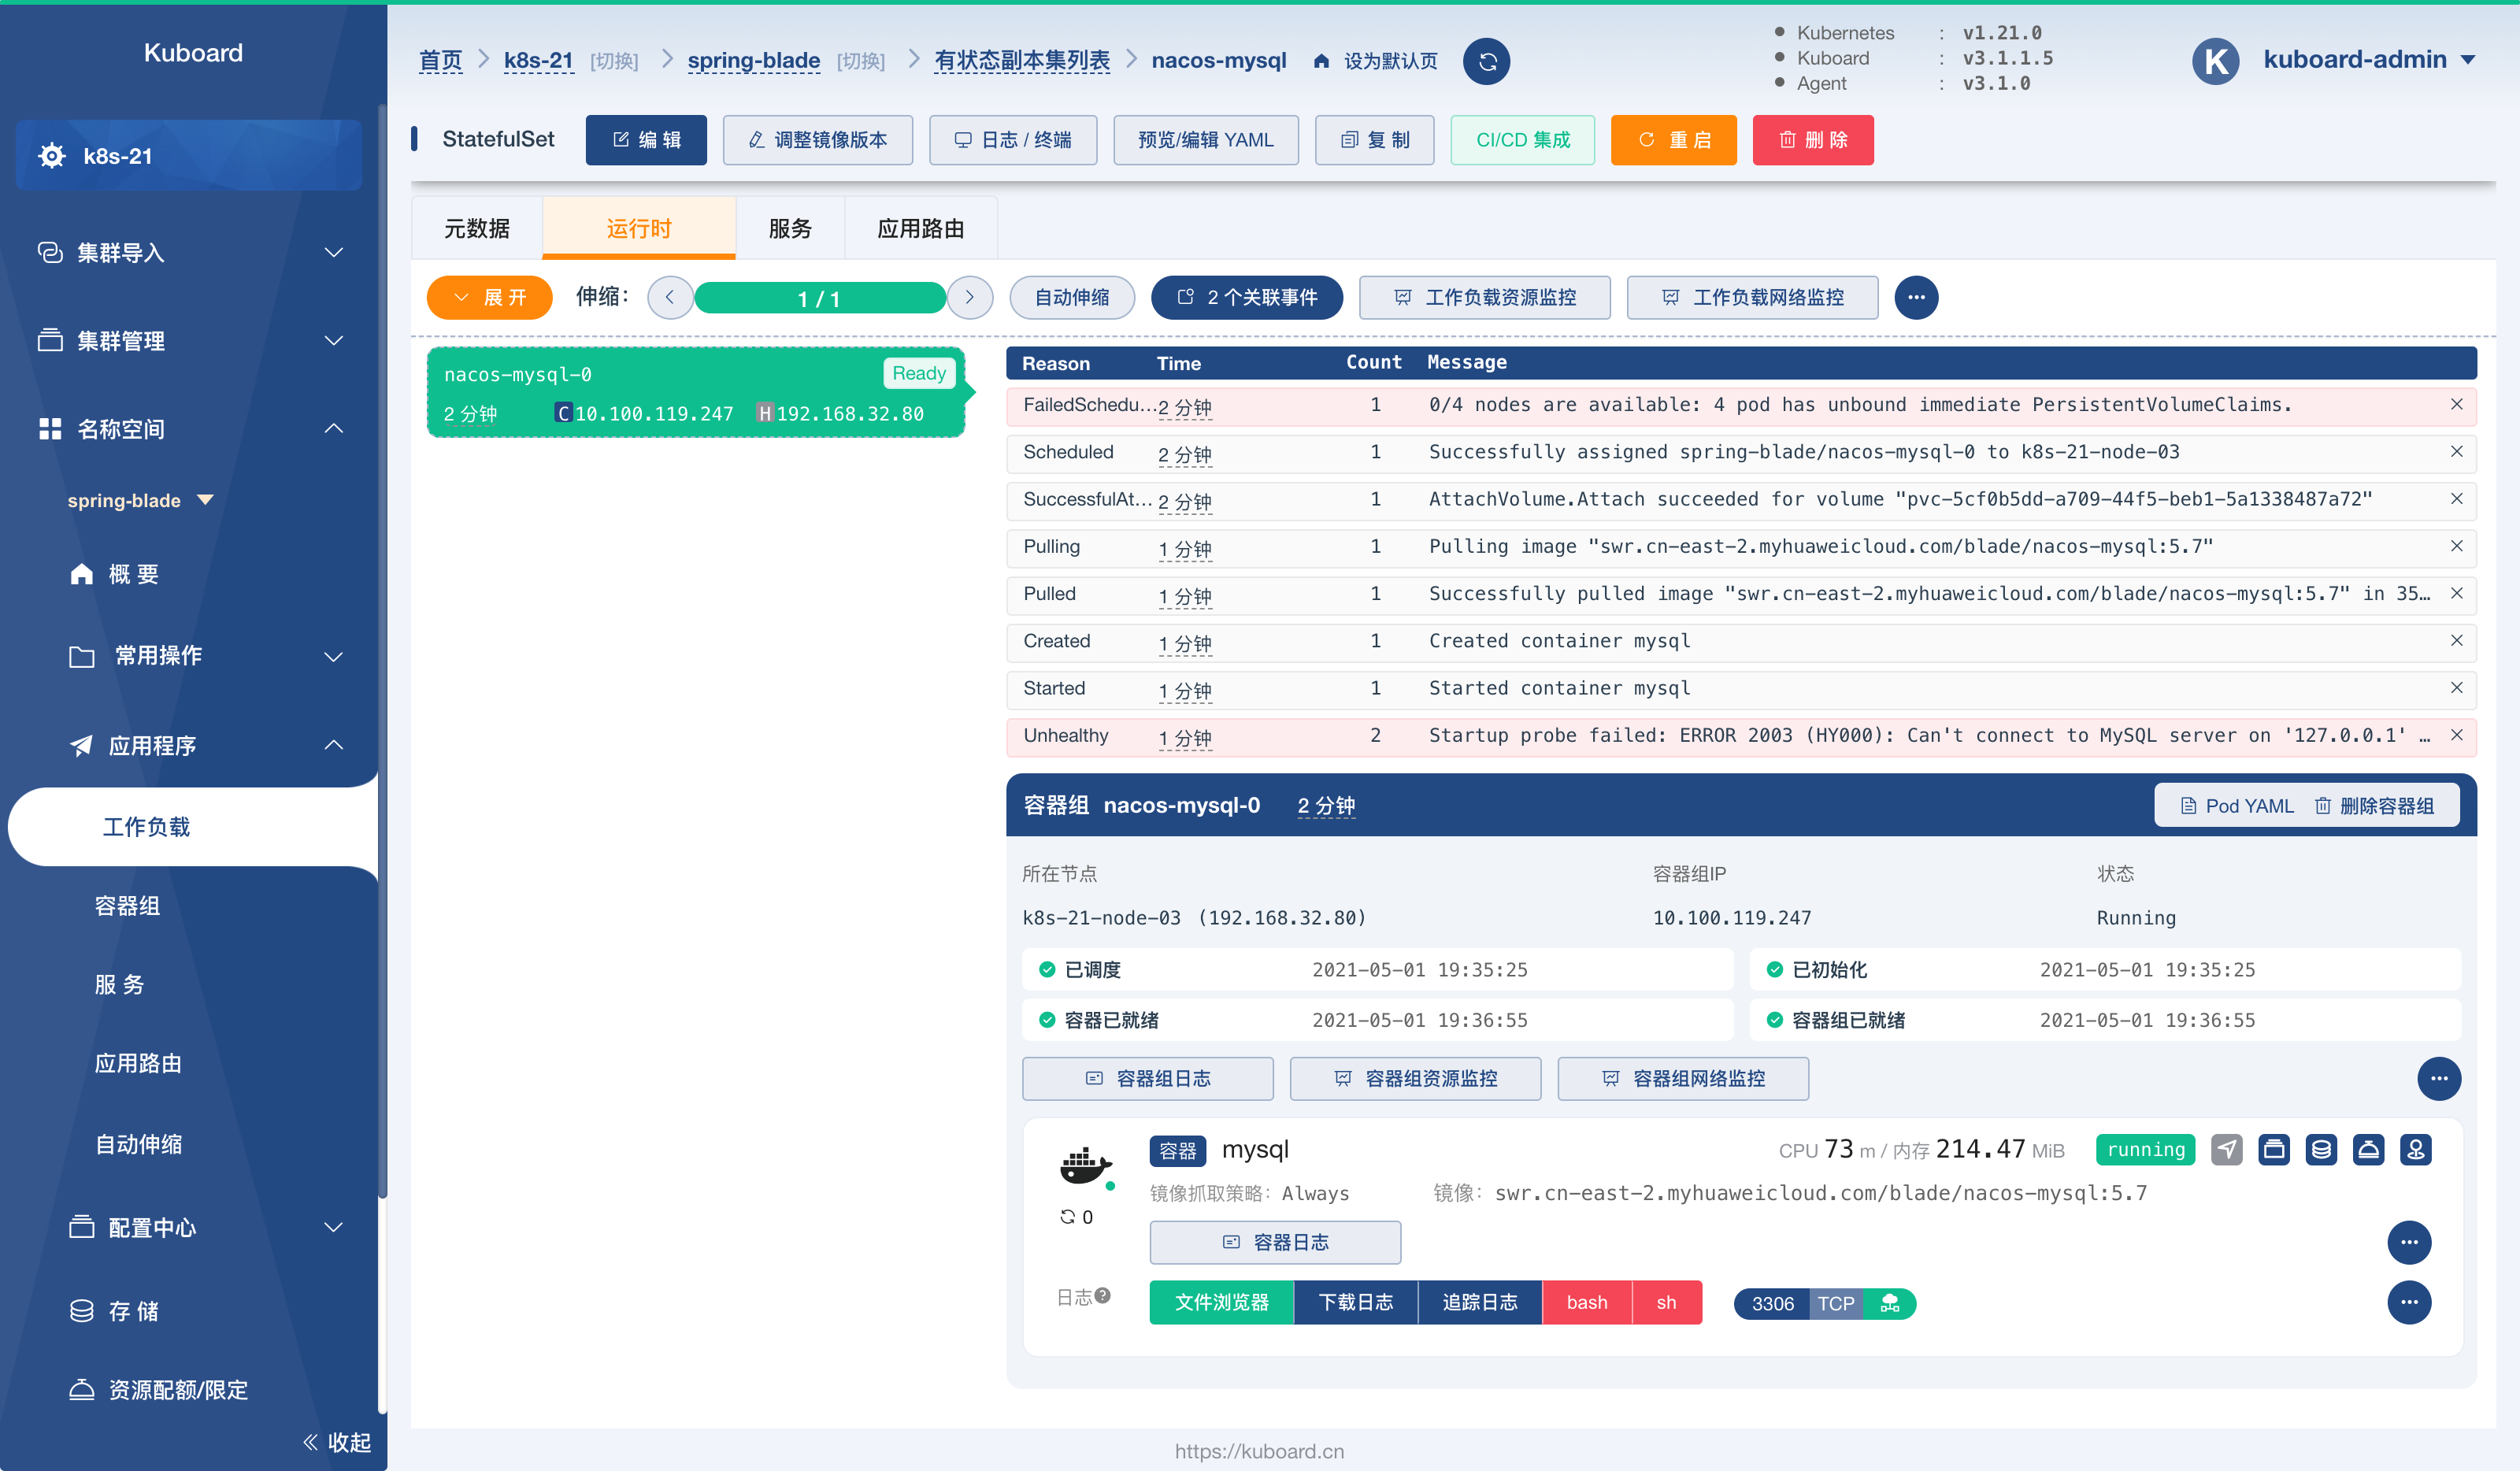 Kuboard
k8s-21
集群导入
集群管理
名称空间
spring-blade
概 要
常用操作
应用程序
工作负载
容器组
服 务
应用路由
自动伸缩
配置中心
存 储
资源配额/限定
收起
首页 k8s-21 [切换] spring-blade [切换] 有状态副本集列表 nacos-mysql 设为默认页
Kubernetes : v1.21.0
Kuboard : v3.1.1.5
Agent : v3.1.0
K kuboard-admin
StatefulSet 编 辑 调整镜像版本 日志 / 终端 预览/编辑 YAML 复 制 CI/CD 集成 重 启 删 除
元数据 运行时 服务 应用路由
展 开 伸缩： 1 / 1 自动伸缩 2 个关联事件 工作负载资源监控 工作负载网络监控
nacos-mysql-0 Ready
2 分钟 C 10.100.119.247 H 192.168.32.80
Reason Time Count Message
FailedSchedu... 2 分钟 1 0/4 nodes are available: 4 pod has unbound immediate PersistentVolumeClaims.
Scheduled 2 分钟 1 Successfully assigned spring-blade/nacos-mysql-0 to k8s-21-node-03
SuccessfulAt... 2 分钟 1 AttachVolume.Attach succeeded for volume "pvc-5cf0b5dd-a709-44f5-beb1-5a1338487a72"
Pulling 1 分钟 1 Pulling image "swr.cn-east-2.myhuaweicloud.com/blade/nacos-mysql:5.7"
Pulled 1 分钟 1 Successfully pulled image "swr.cn-east-2.myhuaweicloud.com/blade/nacos-mysql:5.7" in 35...
Created 1 分钟 1 Created container mysql
Started 1 分钟 1 Started container mysql
Unhealthy 1 分钟 2 Startup probe failed: ERROR 2003 (HY000): Can't connect to MySQL server on '127.0.0.1' ...
容器组 nacos-mysql-0 2 分钟 Pod YAML 删除容器组
所在节点 容器组IP 状态
k8s-21-node-03 (192.168.32.80) 10.100.119.247 Running
已调度 2021-05-01 19:35:25 已初始化 2021-05-01 19:35:25
容器已就绪 2021-05-01 19:36:55 容器组已就绪 2021-05-01 19:36:55
容器组日志 容器组资源监控 容器组网络监控
容器 mysql CPU 73 m / 内存 214.47 MiB running
镜像抓取策略： Always 镜像： swr.cn-east-2.myhuaweicloud.com/blade/nacos-mysql:5.7
0
容器日志
日志 ? 文件浏览器 下载日志 追踪日志 bash sh 3306 TCP
https://kuboard.cn